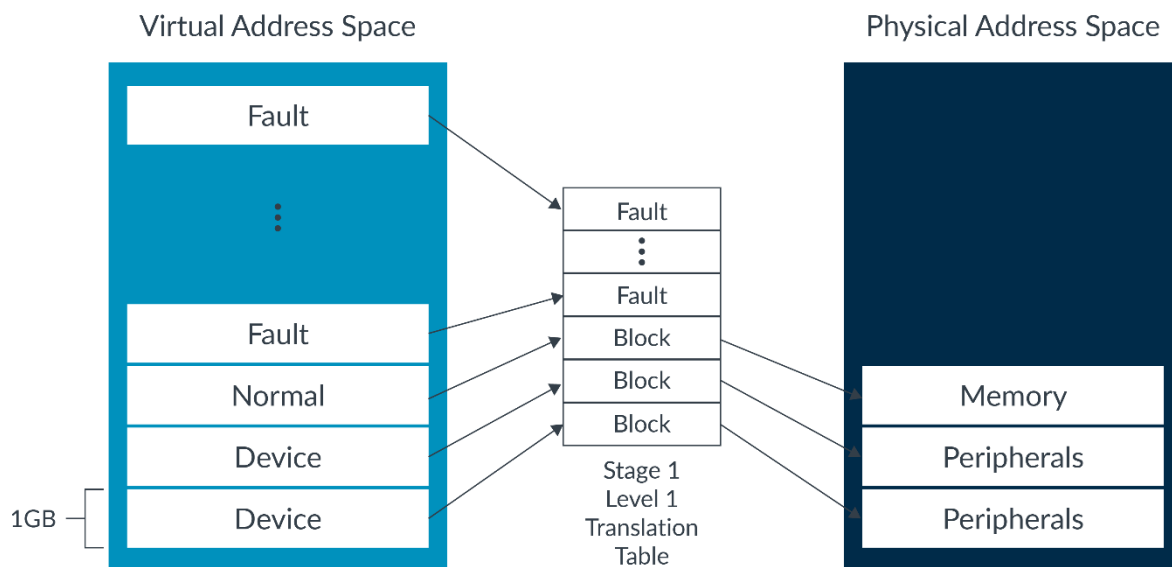 Virtual Address Space
Physical Address Space
Fault
Fault
Normal
Device
Device
1GB
Fault
Fault
Block
Block
Block
Stage 1
Level 1
Translation
Table
Memory
Peripherals
Peripherals